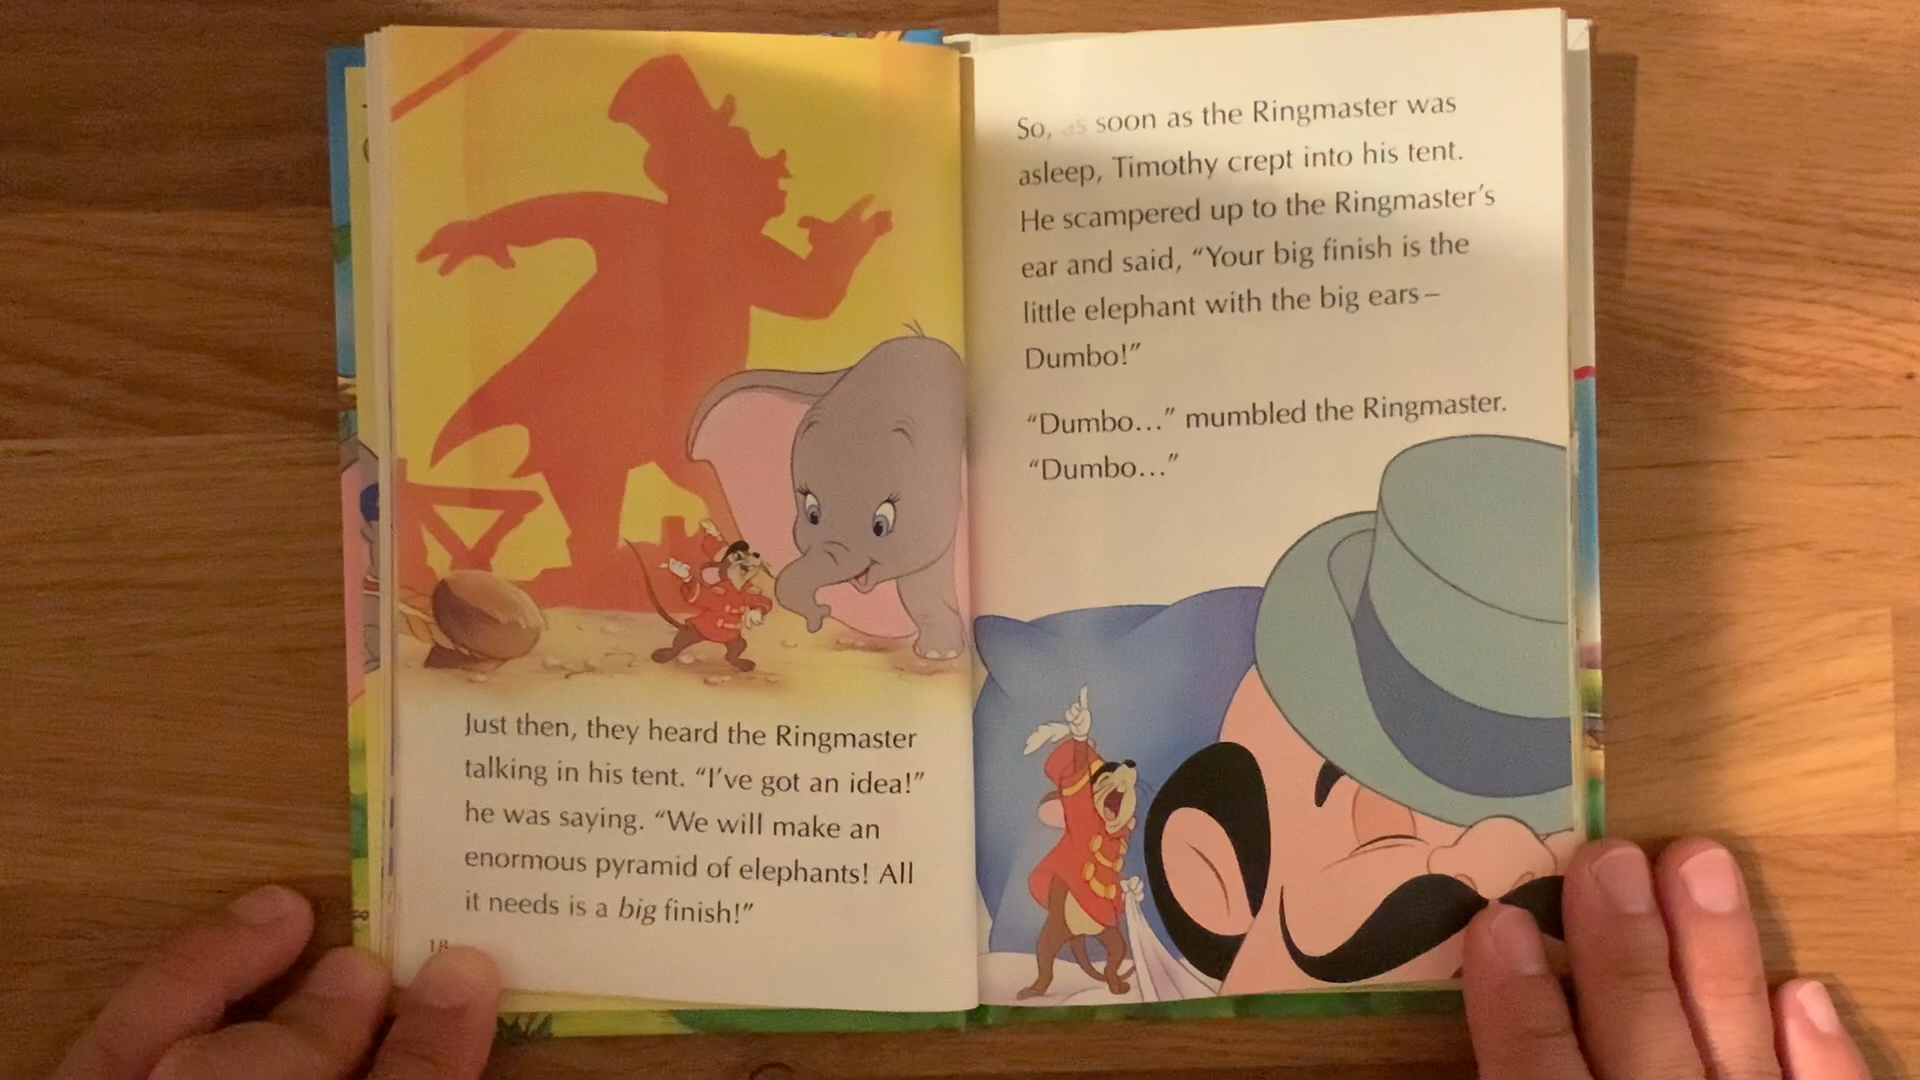 Just then, they heard the Ringmaster
talking in his tent. “I’ve got an idea!”
he was saying. “We will make an
enormous pyramid of elephants! All
it needs is a big finish!”
18
So, as soon as the Ringmaster was
asleep, Timothy crept into his tent.
He scampered up to the Ringmaster’s
ear and said, “Your big finish is the
little elephant with the big ears–
Dumbo!”
“Dumbo...” mumbled the Ringmaster.
“Dumbo...”